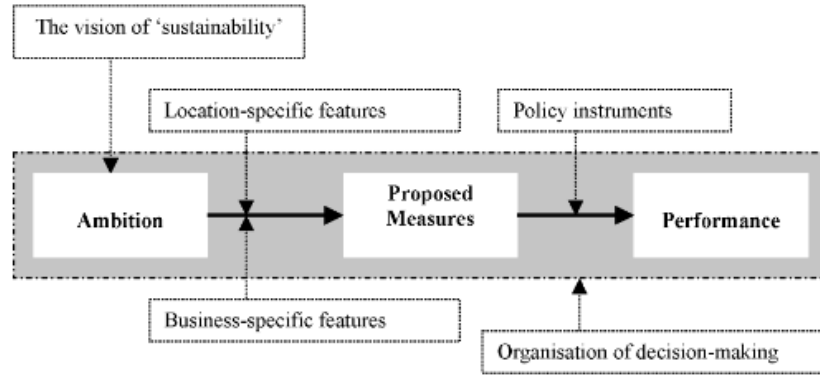 The vision of ‘sustainability’
Location-specific features
Policy instruments
Ambition
Proposed
Measures
Performance
Business-specific features
Organisation of decision-making